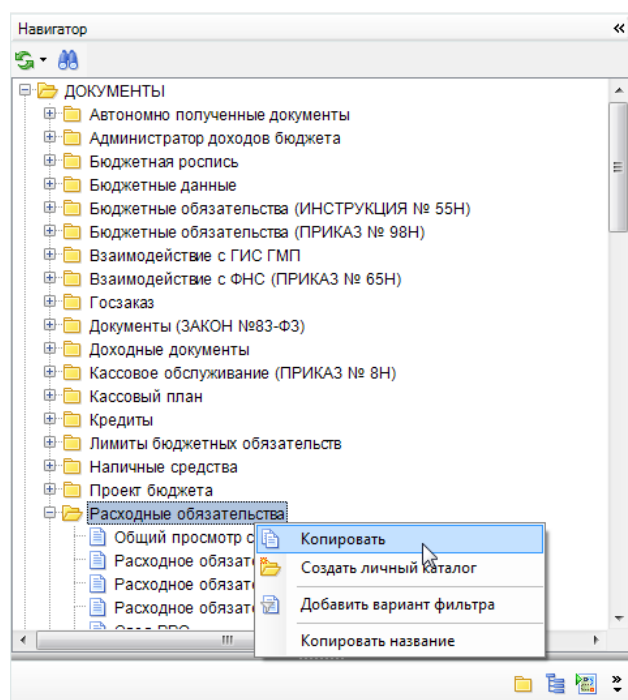 Навигатор
ДОКУМЕНТЫ
Автономно полученные документы
Администратор доходов бюджета
Бюджетная роспись
Бюджетные данные
Бюджетные обязательства (ИНСТРУКЦИЯ № 55Н)
Бюджетные обязательства (ПРИКАЗ № 98Н)
Взаимодействие с ГИС ГМП
Взаимодействие с ФНС (ПРИКАЗ № 65Н)
Госзаказ
Документы (ЗАКОН №83-ФЗ)
Доходные документы
Кассовое обслуживание (ПРИКАЗ № 8Н)
Кассовый план
Кредиты
Лимиты бюджетных обязательств
Наличные средства
Проект бюджета
Расходные обязательства
Общий просмотр с
Копировать
Расходное обязат
Создать личный каталог
Расходное обязат
Расходное обязат
Добавить вариант фильтра
Копировать название